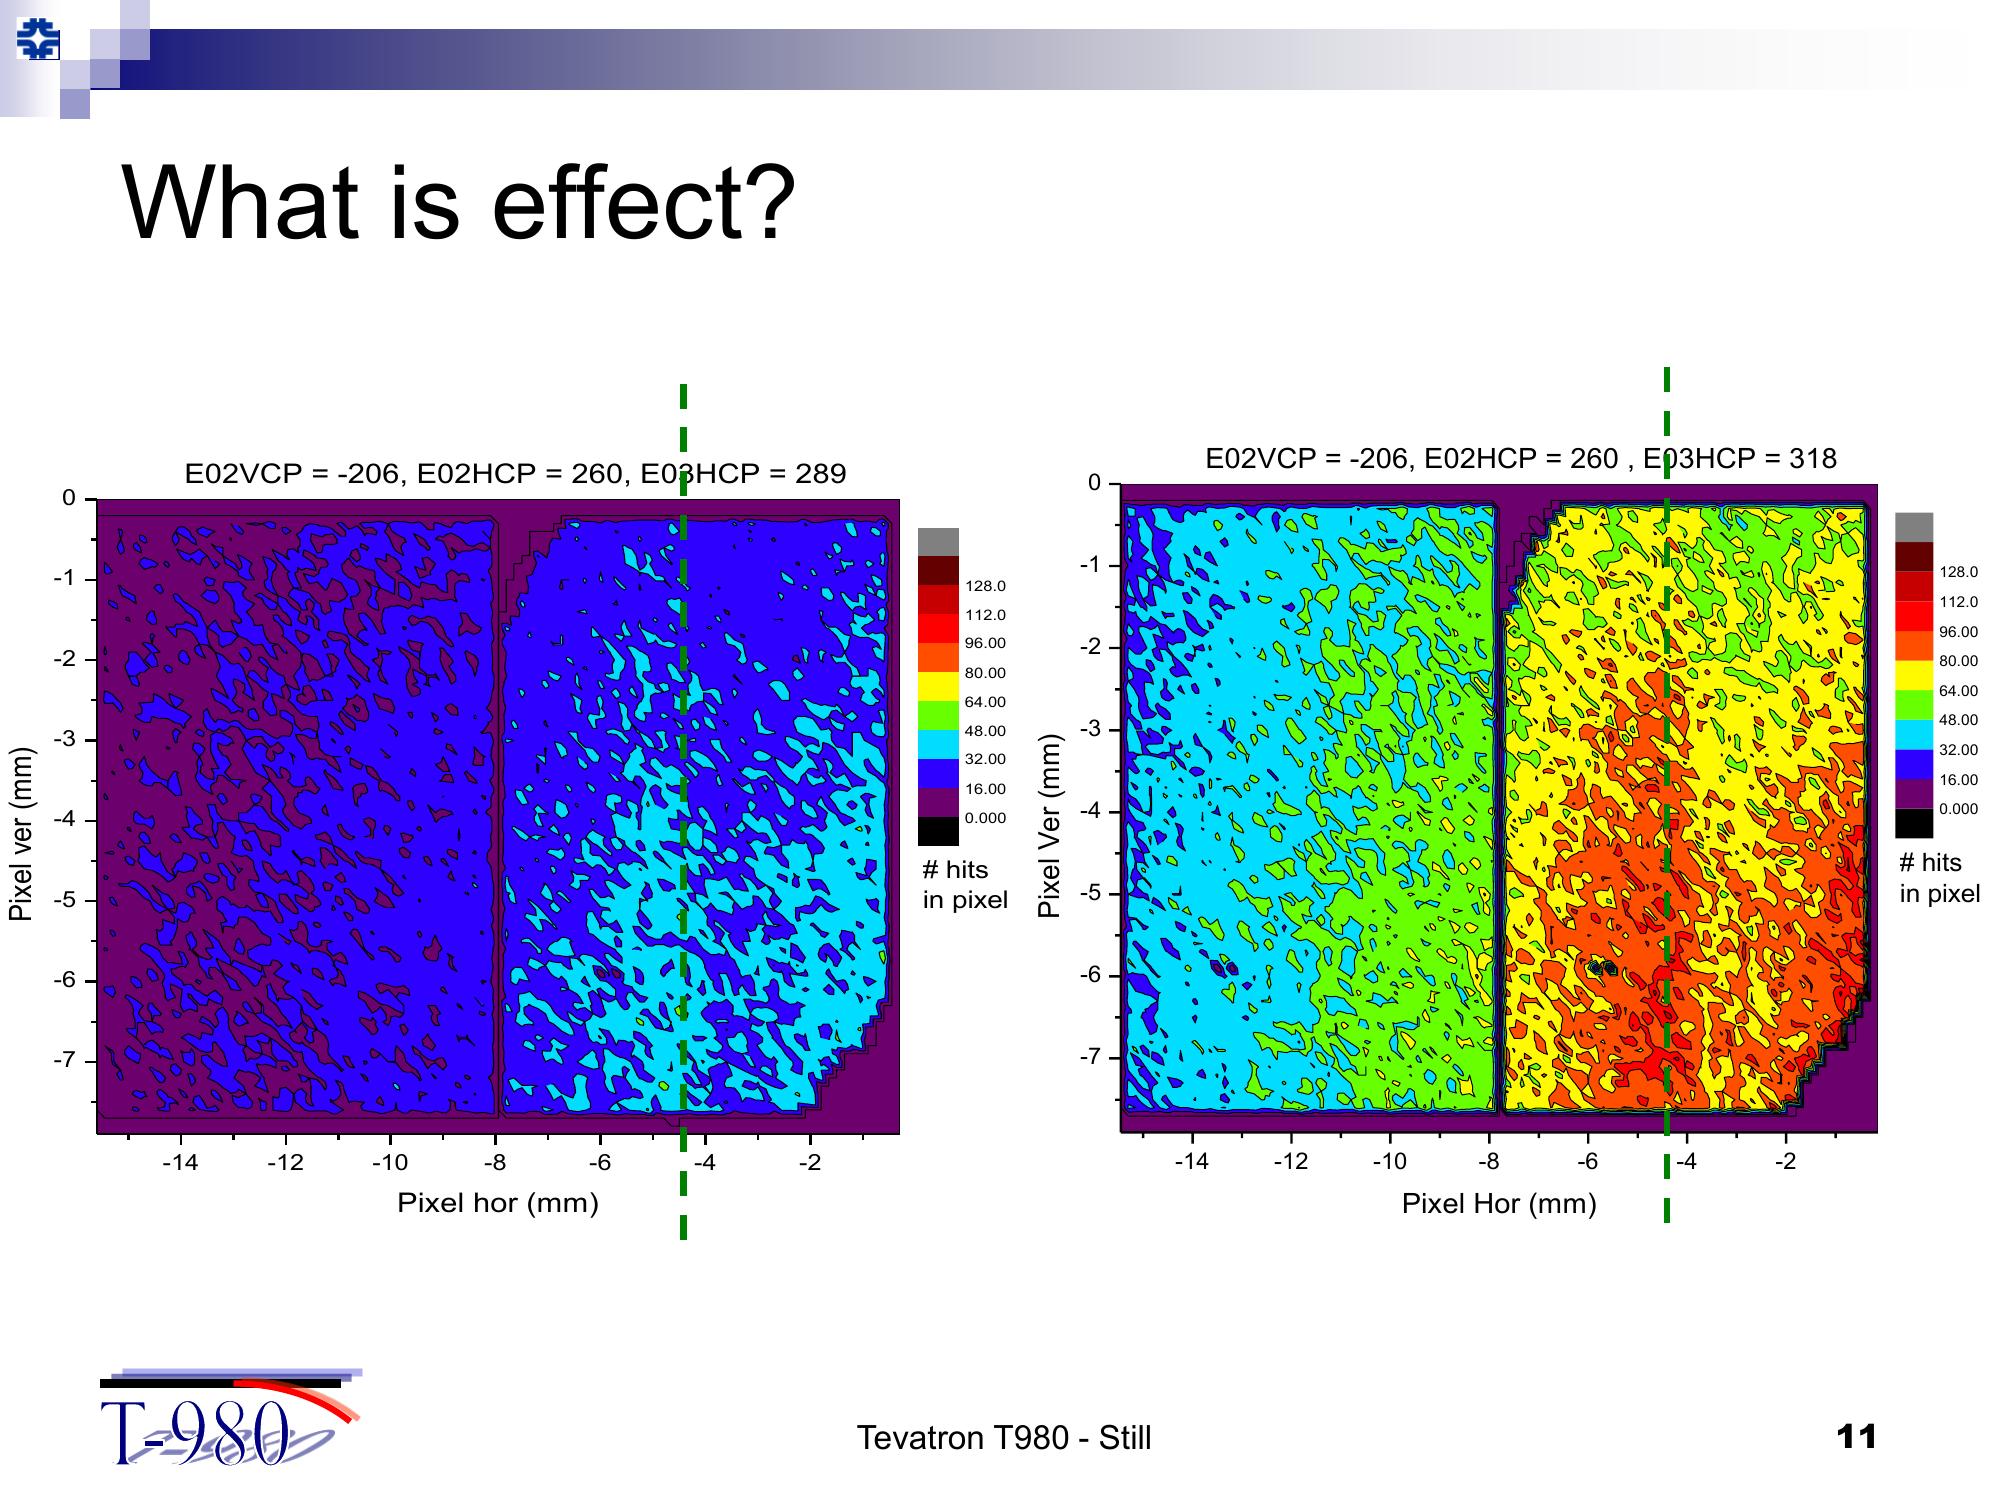 What is effect?
E02VCP = -206, E02HCP = 260, E03HCP = 289
0
-1
-2
-3
-4
-5
-6
-7
Pixel ver (mm)
-14 -12 -10 -8 -6 -4 -2
Pixel hor (mm)
128.0
112.0
96.00
80.00
64.00
48.00
32.00
16.00
0.000
# hits
in pixel
E02VCP = -206, E02HCP = 260 , E03HCP = 318
0
-1
-2
-3
-4
-5
-6
-7
Pixel Ver (mm)
-14 -12 -10 -8 -6 -4 -2
Pixel Hor (mm)
128.0
112.0
96.00
80.00
64.00
48.00
32.00
16.00
0.000
# hits
in pixel
T-980
Tevatron T980 - Still
11